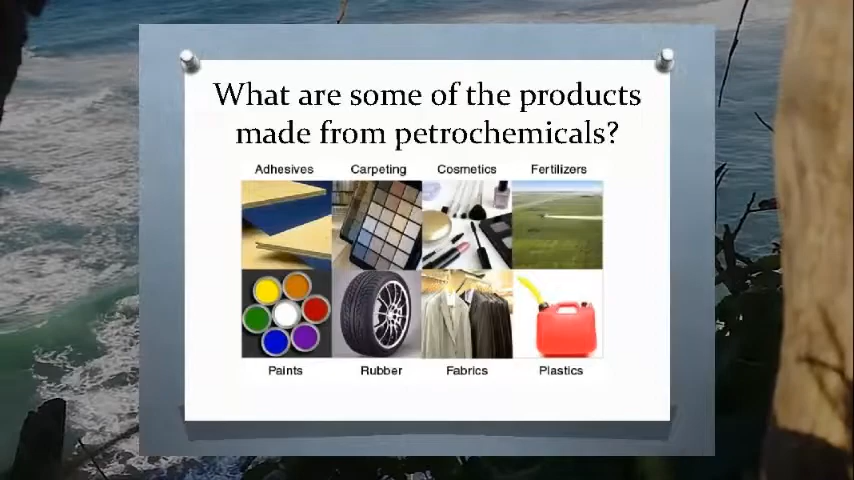 What are some of the products
made from petrochemicals?
Adhesives Carpeting Cosmetics Fertilizers
Paints Rubber Fabrics Plastics